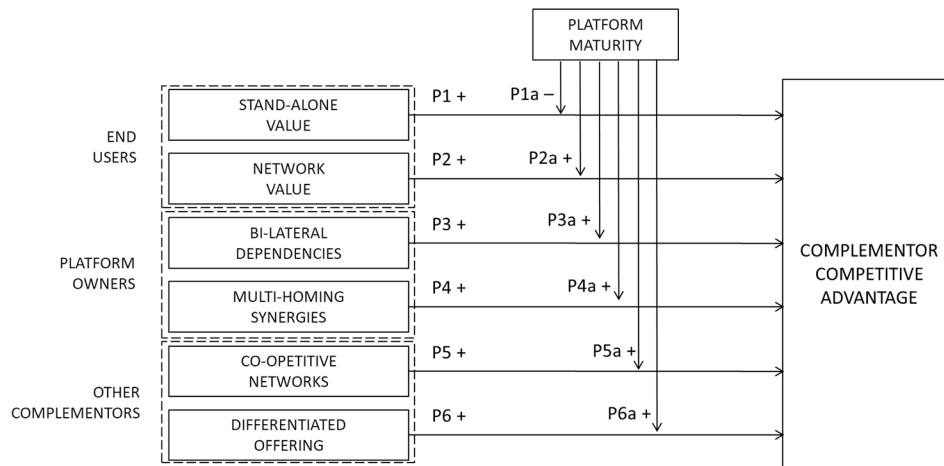 PLATFORM
MATURITY
END
USERS
STAND-ALONE
VALUE
P1 +
P1a –
NETWORK
VALUE
P2 +
P2a +
PLATFORM
OWNERS
BI-LATERAL
DEPENDENCIES
P3 +
P3a +
MULTI-HOMING
SYNERGIES
P4 +
P4a +
OTHER
COMPLEMENTORS
CO-OPETITIVE
NETWORKS
P5 +
P5a +
DIFFERENTIATED
OFFERING
P6 +
P6a +
COMPLEMENTOR
COMPETITIVE
ADVANTAGE